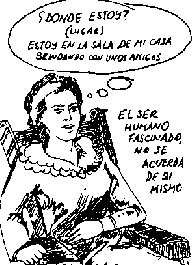 ¿DONDE ESTOY?
(LUGAR)
ESTOY EN LA SALA DE MI CASA
BRINDANDO CON UNOS AMIGOS
EL SER
HUMANO
FASCINADO,
NO SE
ACUERDA
DE SI
MISMO